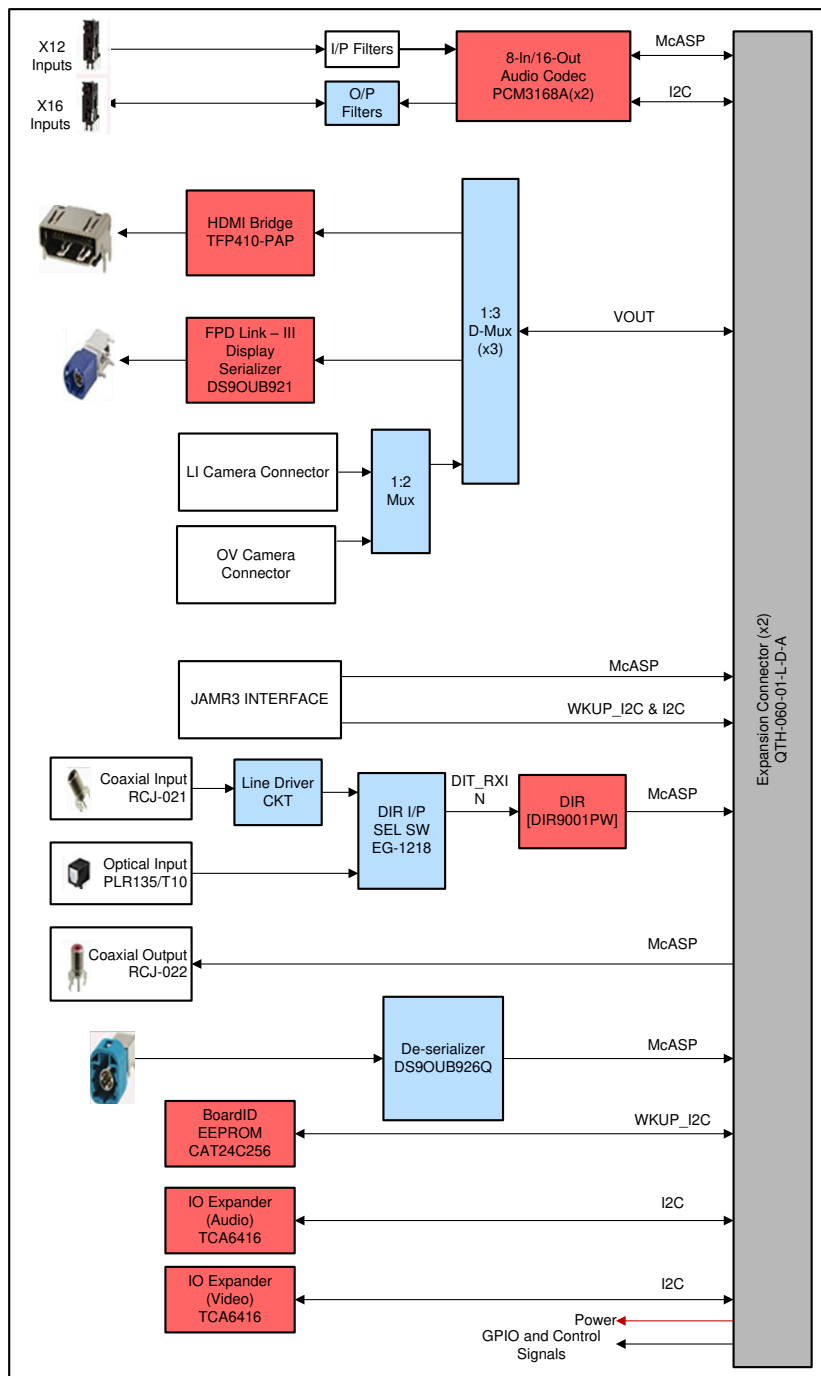 X12
Inputs
I/P Filters
8-In/16-Out
Audio Codec
PCM3168A(x2)
McASP
X16
Inputs
O/P
Filters
I2C
HDMI Bridge
TFP410-PAP
1:3
D-Mux
(x3)
VOUT
FPD Link – III
Display
Serializer
DS9OUB921
LI Camera Connector
1:2
Mux
OV Camera
Connector
Expansion Connector (x2)
QTH-060-01-L-D-A
JAMR3 INTERFACE
McASP
WKUP_I2C & I2C
Coaxial Input
RCJ-021
Line Driver
CKT
DIR I/P
SEL SW
EG-1218
DIT_RXI
N
DIR
[DIR9001PW]
McASP
Optical Input
PLR135/T10
Coaxial Output
RCJ-022
McASP
De-serializer
DS9OUB926Q
McASP
BoardID
EEPROM
CAT24C256
WKUP_I2C
IO Expander
(Audio)
TCA6416
I2C
IO Expander
(Video)
TCA6416
I2C
Power
GPIO and Control
Signals